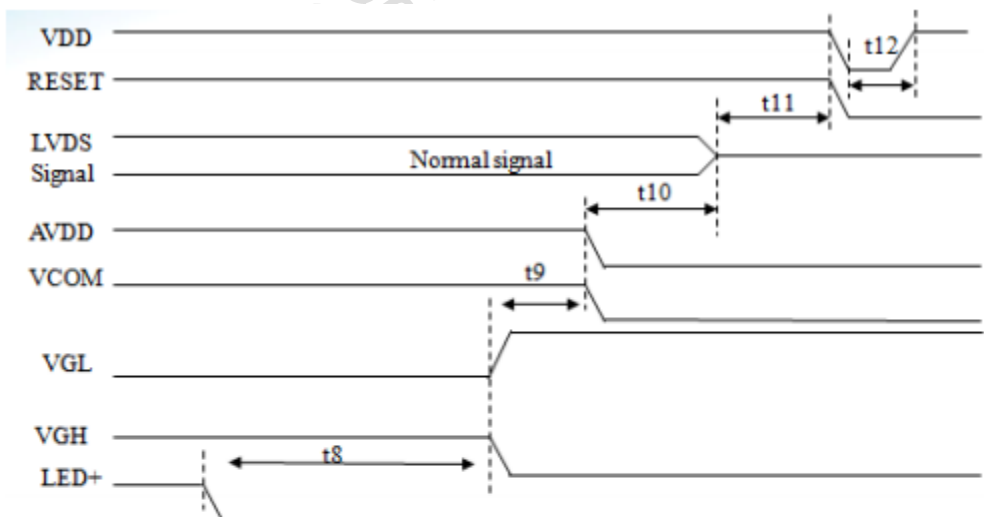 VDD
t12
RESET
t11
LVDS
Signal
Normal signal
t10
AVDD
VCOM
t9
VGL
VGH
t8
LED+